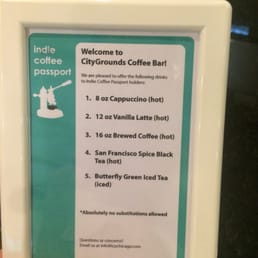 indie
coffee
passport
Welcome to
CityGrounds Coffee Bar!
We are pleased to offer the following drinks
to Indie Coffee Passport holders:
1. 8 oz Cappuccino (hot)
2. 12 oz Vanilla Latte (hot)
3. 16 oz Brewed Coffee (hot)
4. San Francisco Spice Black
Tea (hot)
5. Butterfly Green Iced Tea
(iced)
*Absolutely no substitutions allowed
Questions or concerns?
Email us at